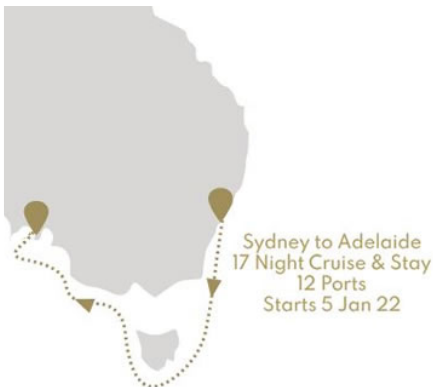 Sydney to Adelaide
17 Night Cruise & Stay
12 Ports
Starts 5 Jan 22